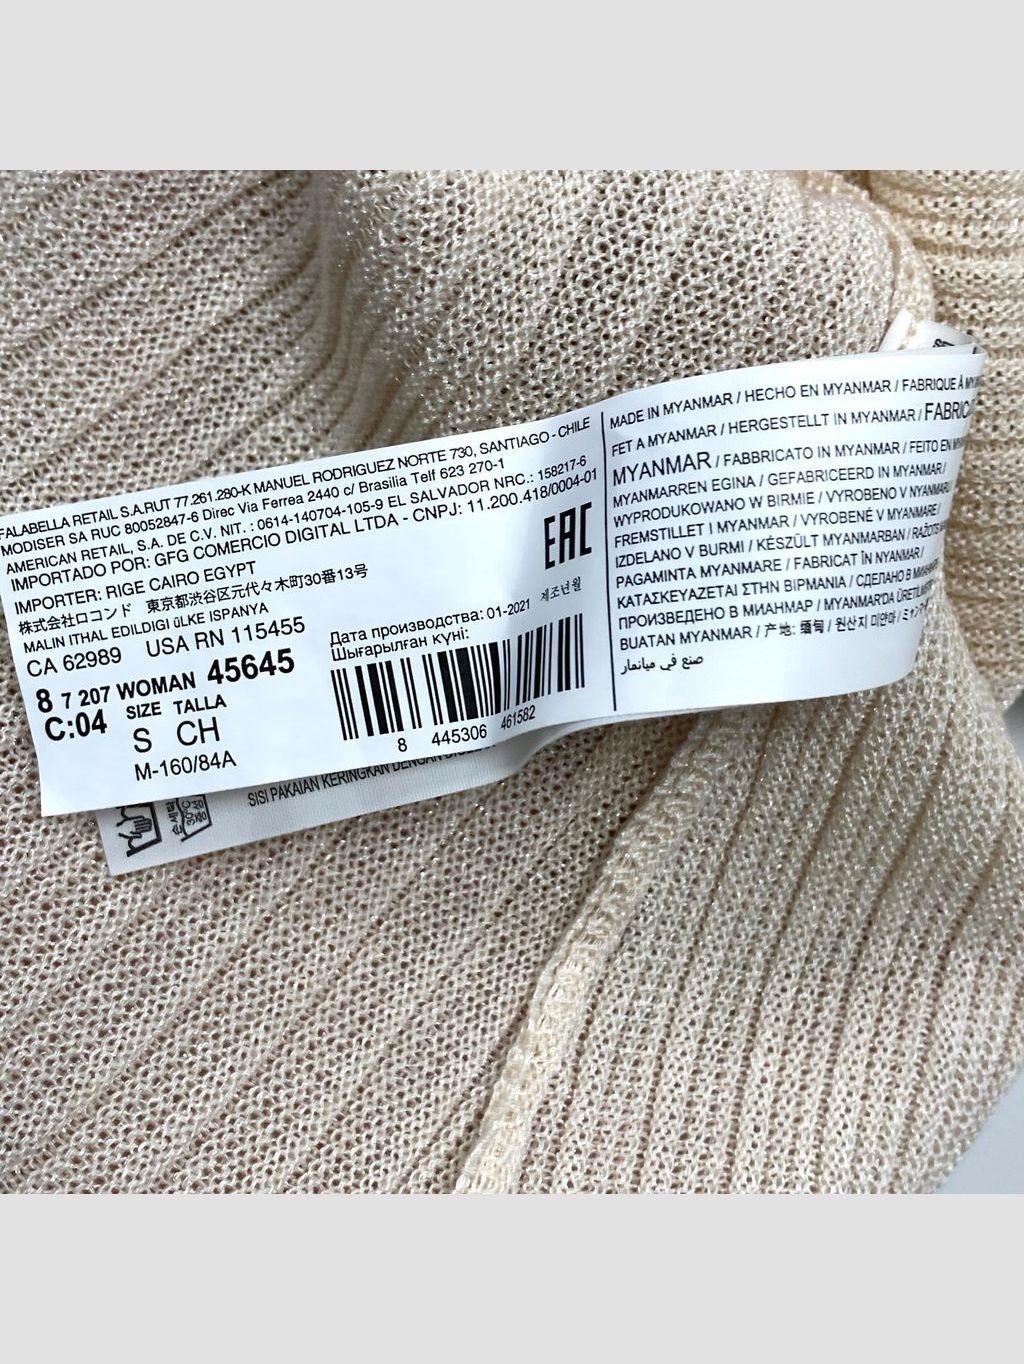 FALABELLA RETAIL S.A.RUT 77.261.280-K MANUEL RODRIGUEZ NORTE 730, SANTIAGO - CHILE
MODISER SA RUC 80052847-6 Direc Via Ferrea 2440 c/ Brasilia Telf 623 270-1
AMERICAN RETAIL, S.A. DE C.V. NIT. : 0614-140704-105-9 EL SALVADOR NRC.: 158217-6
IMPORTADO POR: GFG COMERCIO DIGITAL LTDA - CNPJ: 11.200.418/0004-01
IMPORTER: RIGE CAIRO EGYPT
株式会社ロコンド 東京都渋谷区元代々木町30番13号
MALIN ITHAL EDILDIGI üLKE ISPANYA
CA 62989 USA RN 115455
8 7 207 WOMAN 45645
C:04 SIZE TALLA
S CH
M-160/84A
EAC
Дата производства: 01-2021 제조년월
Шығарылған күні:
8 445306 461582
MADE IN MYANMAR / HECHO EN MYANMAR / FABRIQUE À
FET A MYANMAR / HERGESTELLT IN MYANMAR /
MYANMAR / FABBRICATO IN MYANMAR / FEITO EN
MYANMARREN EGINA / GEFABRICEERD IN MYANMAR /
WYPRODUKOWANO W BIRMIE / VYROBENO V
FREMSTILLET I MYANMAR / VYROBENÉ V MYANMARE /
IZDELANO V BURMI / KÉSZÜLT MYANMARBAN /
PAGAMINTA MYANMARE / FABRICAT ÎN MYANMAR /
ΚΑΤΑΣΚΕΥΑΖΕΤΑΙ ΣΤΗΝ ΒΙΡΜΑΝΙΑ / СДЕЛАНО В
ПРОИЗВЕДЕНО В МИАНМАР / MYANMAR'DA
BUATAN MYANMAR / 产地: 缅甸 / 원산지 미얀마 /
صنع في ميانمار
SISI PAKAIAN KERINGKAN DENGAN
손세탁
30°C
중성